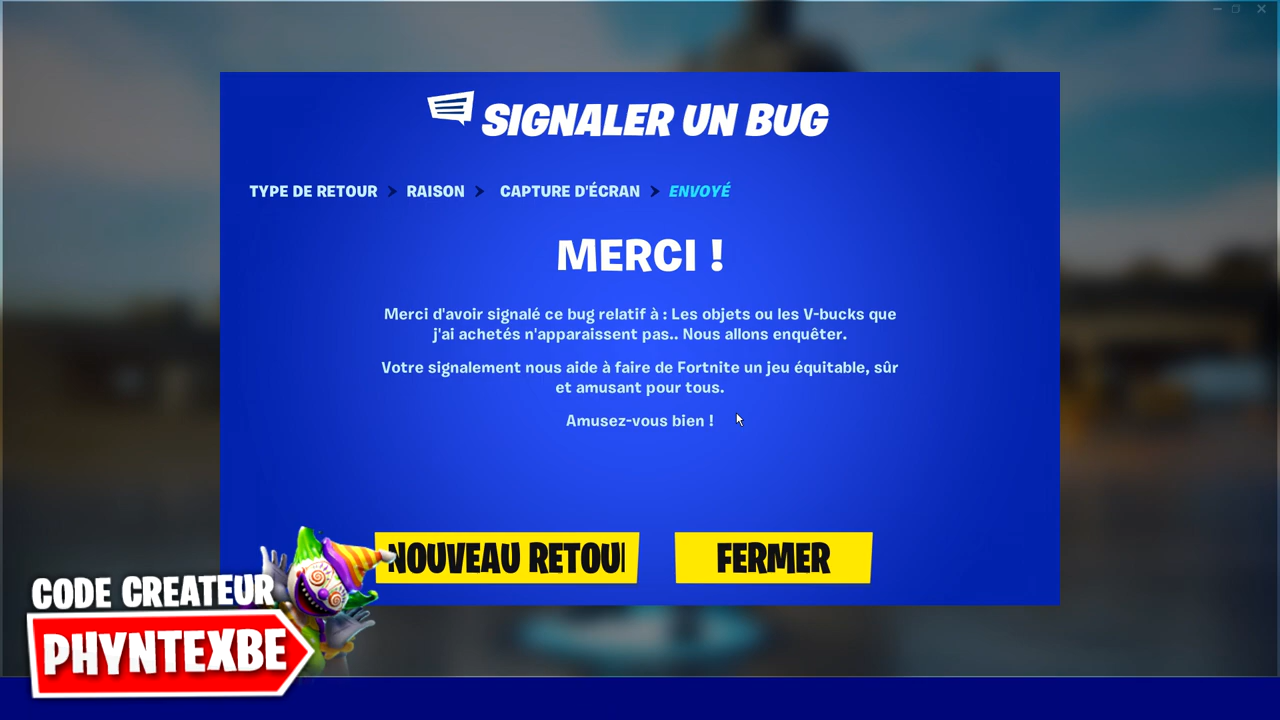 SIGNALER UN BUG
TYPE DE RETOUR > RAISON > CAPTURE D'ÉCRAN > ENVOYÉ
MERCI !
Merci d'avoir signalé ce bug relatif à : Les objets ou les V-bucks que
j'ai achetés n'apparaissent pas.. Nous allons enquêter.
Votre signalement nous aide à faire de Fortnite un jeu équitable, sûr
et amusant pour tous.
Amusez-vous bien !
NOUVEAU RETOU
FERMER
CODE CREATEUR
PHYNTEXBE